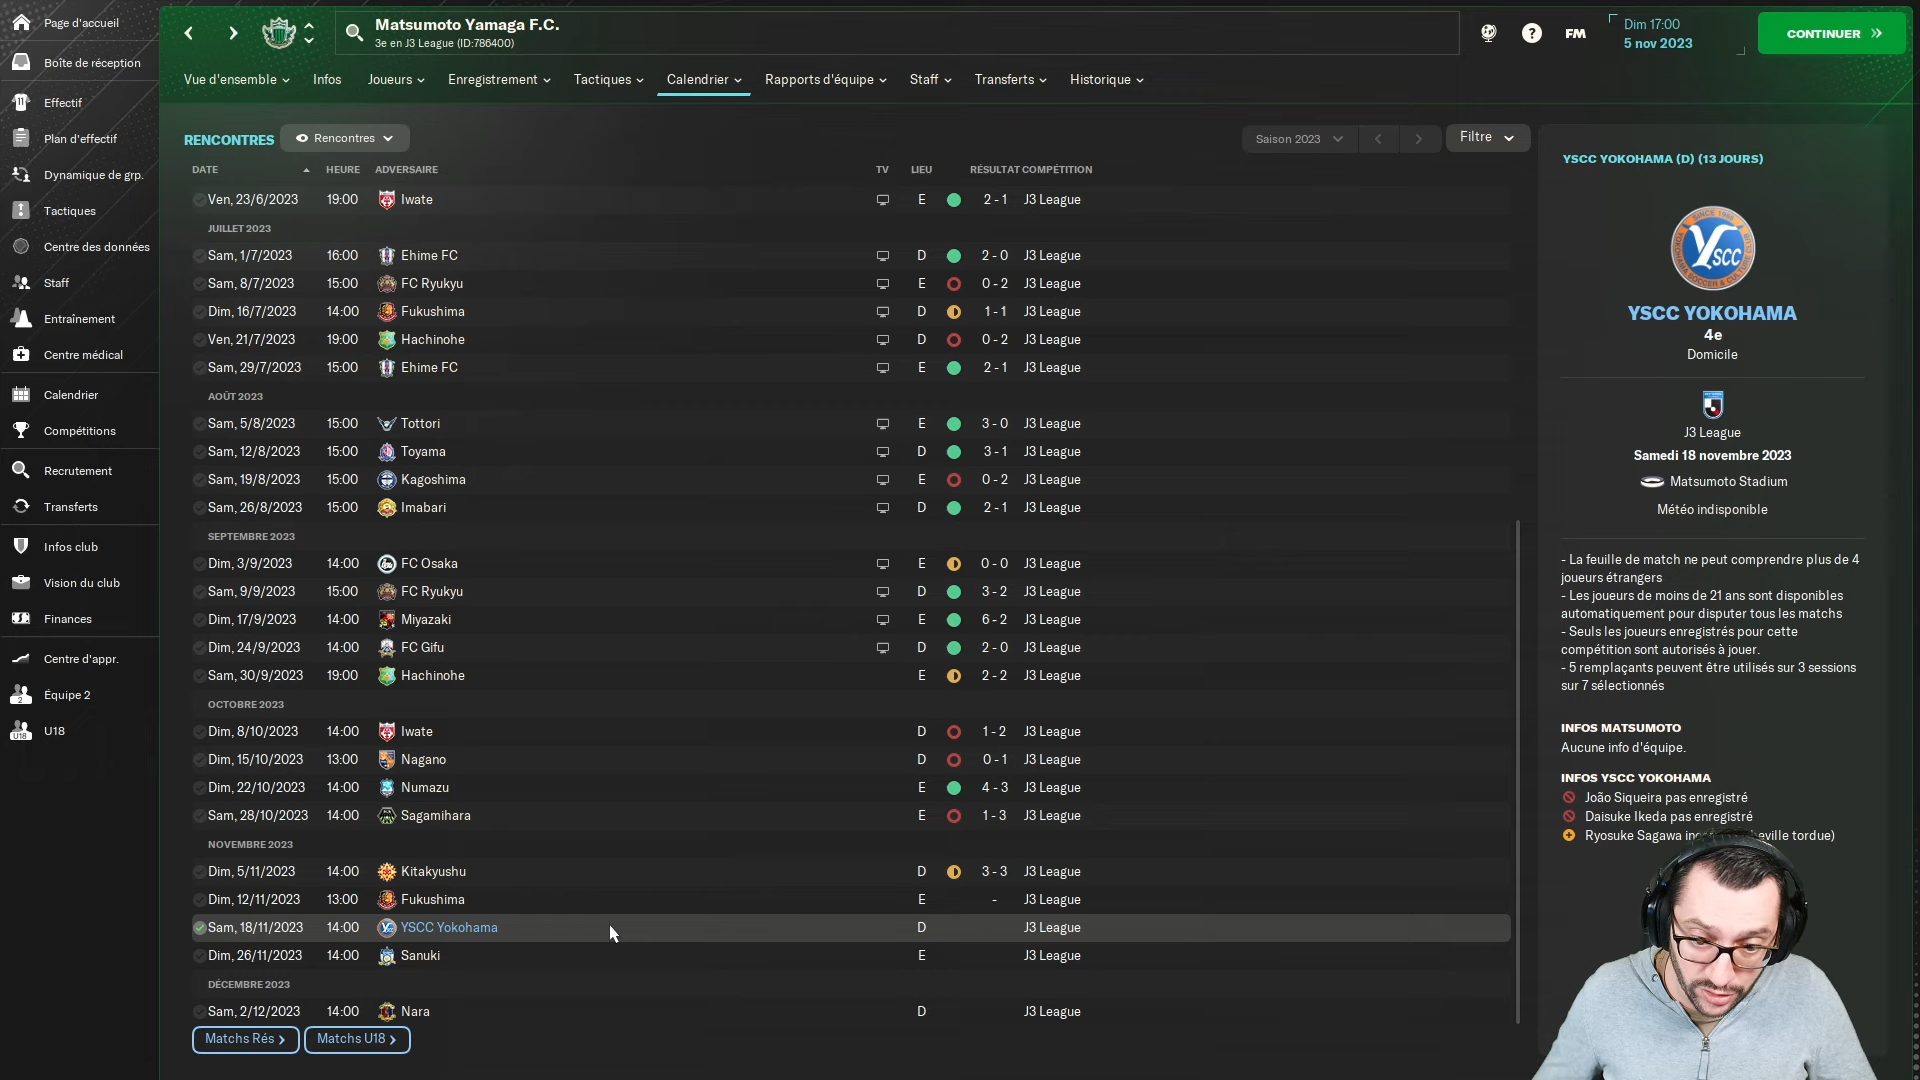 Page d'accueil
Boîte de réception
Effectif
Plan d'effectif
Dynamique de grp.
Tactiques
Centre des données
Staff
Entraînement
Centre médical
Calendrier
Compétitions
Recrutement
Transferts
Infos club
Vision du club
Finances
Centre d'appr.
Équipe 2
U18
Matsumoto Yamaga F.C.
3e en J3 League (ID:786400)
FM
Dim 17:00
5 nov 2023
CONTINUER
Vue d'ensemble Infos Joueurs Enregistrement Tactiques Calendrier Rapports d'équipe Staff Transferts Historique
RENCONTRES Rencontres Saison 2023 Filtre
DATE HEURE ADVERSAIRE TV LIEU RÉSULTAT COMPÉTITION
Ven, 23/6/2023 19:00 Iwate E 2 - 1 J3 League
JUILLET 2023
Sam, 1/7/2023 16:00 Ehime FC D 2 - 0 J3 League
Sam, 8/7/2023 15:00 FC Ryukyu E 0 - 2 J3 League
Dim, 16/7/2023 14:00 Fukushima D 1 - 1 J3 League
Ven, 21/7/2023 19:00 Hachinohe D 0 - 2 J3 League
Sam, 29/7/2023 15:00 Ehime FC E 2 - 1 J3 League
AOÛT 2023
Sam, 5/8/2023 15:00 Tottori E 3 - 0 J3 League
Sam, 12/8/2023 15:00 Toyama D 3 - 1 J3 League
Sam, 19/8/2023 15:00 Kagoshima E 0 - 2 J3 League
Sam, 26/8/2023 15:00 Imabari D 2 - 1 J3 League
SEPTEMBRE 2023
Dim, 3/9/2023 14:00 FC Osaka E 0 - 0 J3 League
Sam, 9/9/2023 15:00 FC Ryukyu D 3 - 2 J3 League
Dim, 17/9/2023 14:00 Miyazaki E 6 - 2 J3 League
Dim, 24/9/2023 14:00 FC Gifu D 2 - 0 J3 League
Sam, 30/9/2023 19:00 Hachinohe E 2 - 2 J3 League
OCTOBRE 2023
Dim, 8/10/2023 14:00 Iwate D 1 - 2 J3 League
Dim, 15/10/2023 13:00 Nagano D 0 - 1 J3 League
Dim, 22/10/2023 14:00 Numazu E 4 - 3 J3 League
Sam, 28/10/2023 14:00 Sagamihara E 1 - 3 J3 League
NOVEMBRE 2023
Dim, 5/11/2023 14:00 Kitakyushu D 3 - 3 J3 League
Dim, 12/11/2023 13:00 Fukushima E - J3 League
Sam, 18/11/2023 14:00 YSCC Yokohama D J3 League
Dim, 26/11/2023 14:00 Sanuki E J3 League
DÉCEMBRE 2023
Sam, 2/12/2023 14:00 Nara D J3 League
Matchs Rés Matchs U18
YSCC YOKOHAMA (D) (13 JOURS)
YSCC
YSCC YOKOHAMA
4e
Domicile
J3 League
Samedi 18 novembre 2023
Matsumoto Stadium
Météo indisponible
- La feuille de match ne peut comprendre plus de 4
joueurs étrangers
- Les joueurs de moins de 21 ans sont disponibles
automatiquement pour disputer tous les matchs
- Seuls les joueurs enregistrés pour cette
compétition sont autorisés à jouer.
- 5 remplaçants peuvent être utilisés sur 3 sessions
sur 7 sélectionnés
INFOS MATSUMOTO
Aucune info d'équipe.
INFOS YSCC YOKOHAMA
João Siqueira pas enregistré
Daisuke Ikeda pas enregistré
Ryosuke Sagawa tordue)